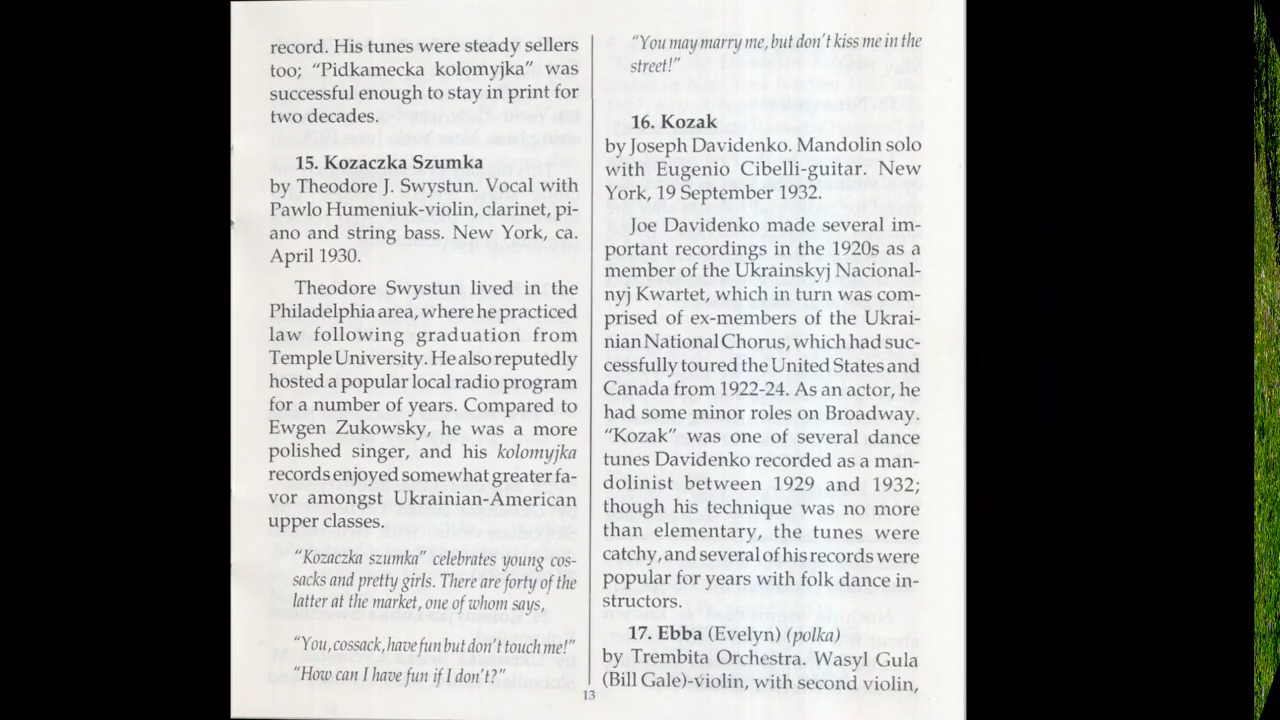 record. His tunes were steady sellers
too; “Pidkamecka kolomyjka” was
successful enough to stay in print for
two decades.
15. Kozaczka Szumka
by Theodore J. Swystun. Vocal with
Pawlo Humeniuk-violin, clarinet, pi-
ano and string bass. New York, ca.
April 1930.
Theodore Swystun lived in the
Philadelphia area, where he practiced
law following graduation from
Temple University. He also reputedly
hosted a popular local radio program
for a number of years. Compared to
Ewgen Zukowsky, he was a more
polished singer, and his kolomyjka
records enjoyed somewhat greater fa-
vor amongst Ukrainian-American
upper classes.
“Kozaczka szumka” celebrates young cos-
sacks and pretty girls. There are forty of the
latter at the market, one of whom says,
“You, cossack, have fun but don’t touch me!”
“How can I have fun if I don’t?”
“You may marry me, but don’t kiss me in the
street!”
16. Kozak
by Joseph Davidenko. Mandolin solo
with Eugenio Cibelli-guitar. New
York, 19 September 1932.
Joe Davidenko made several im-
portant recordings in the 1920s as a
member of the Ukrainskyj Nacional-
nyj Kwartet, which in turn was com-
prised of ex-members of the Ukrai-
nian National Chorus, which had suc-
cessfully toured the United States and
Canada from 1922-24. As an actor, he
had some minor roles on Broadway.
“Kozak” was one of several dance
tunes Davidenko recorded as a man-
dolinist between 1929 and 1932;
though his technique was no more
than elementary, the tunes were
catchy, and several of his records were
popular for years with folk dance in-
structors.
17. Ebba (Evelyn) (polka)
by Trembita Orchestra. Wasyl Gula
(Bill Gale)-violin, with second violin,
13